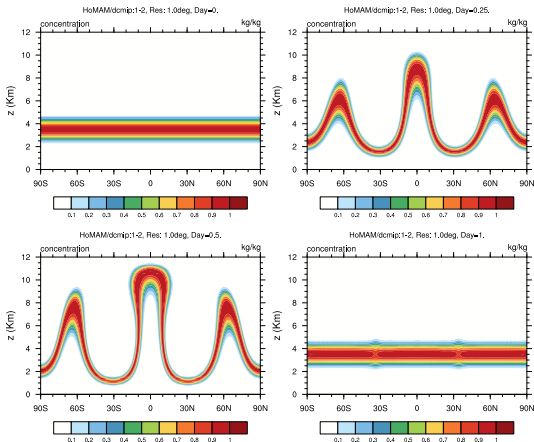 HoMAM/dcmip:1-2, Res: 1.0deg, Day=0.
concentration kg/kg
12
10
8
6
4
2
0
z (Km)
90S 60S 30S 0 30N 60N 90N
0.1 0.2 0.3 0.4 0.5 0.6 0.7 0.8 0.9 1
HoMAM/dcmip:1-2, Res: 1.0deg, Day=0.25.
concentration kg/kg
12
10
8
6
4
2
0
z (Km)
90S 60S 30S 0 30N 60N 90N
0.1 0.2 0.3 0.4 0.5 0.6 0.7 0.8 0.9 1
HoMAM/dcmip:1-2, Res: 1.0deg, Day=0.5.
concentration kg/kg
12
10
8
6
4
2
0
z (Km)
90S 60S 30S 0 30N 60N 90N
0.1 0.2 0.3 0.4 0.5 0.6 0.7 0.8 0.9 1
HoMAM/dcmip:1-2, Res: 1.0deg, Day=1.
concentration kg/kg
12
10
8
6
4
2
0
z (Km)
90S 60S 30S 0 30N 60N 90N
0.1 0.2 0.3 0.4 0.5 0.6 0.7 0.8 0.9 1